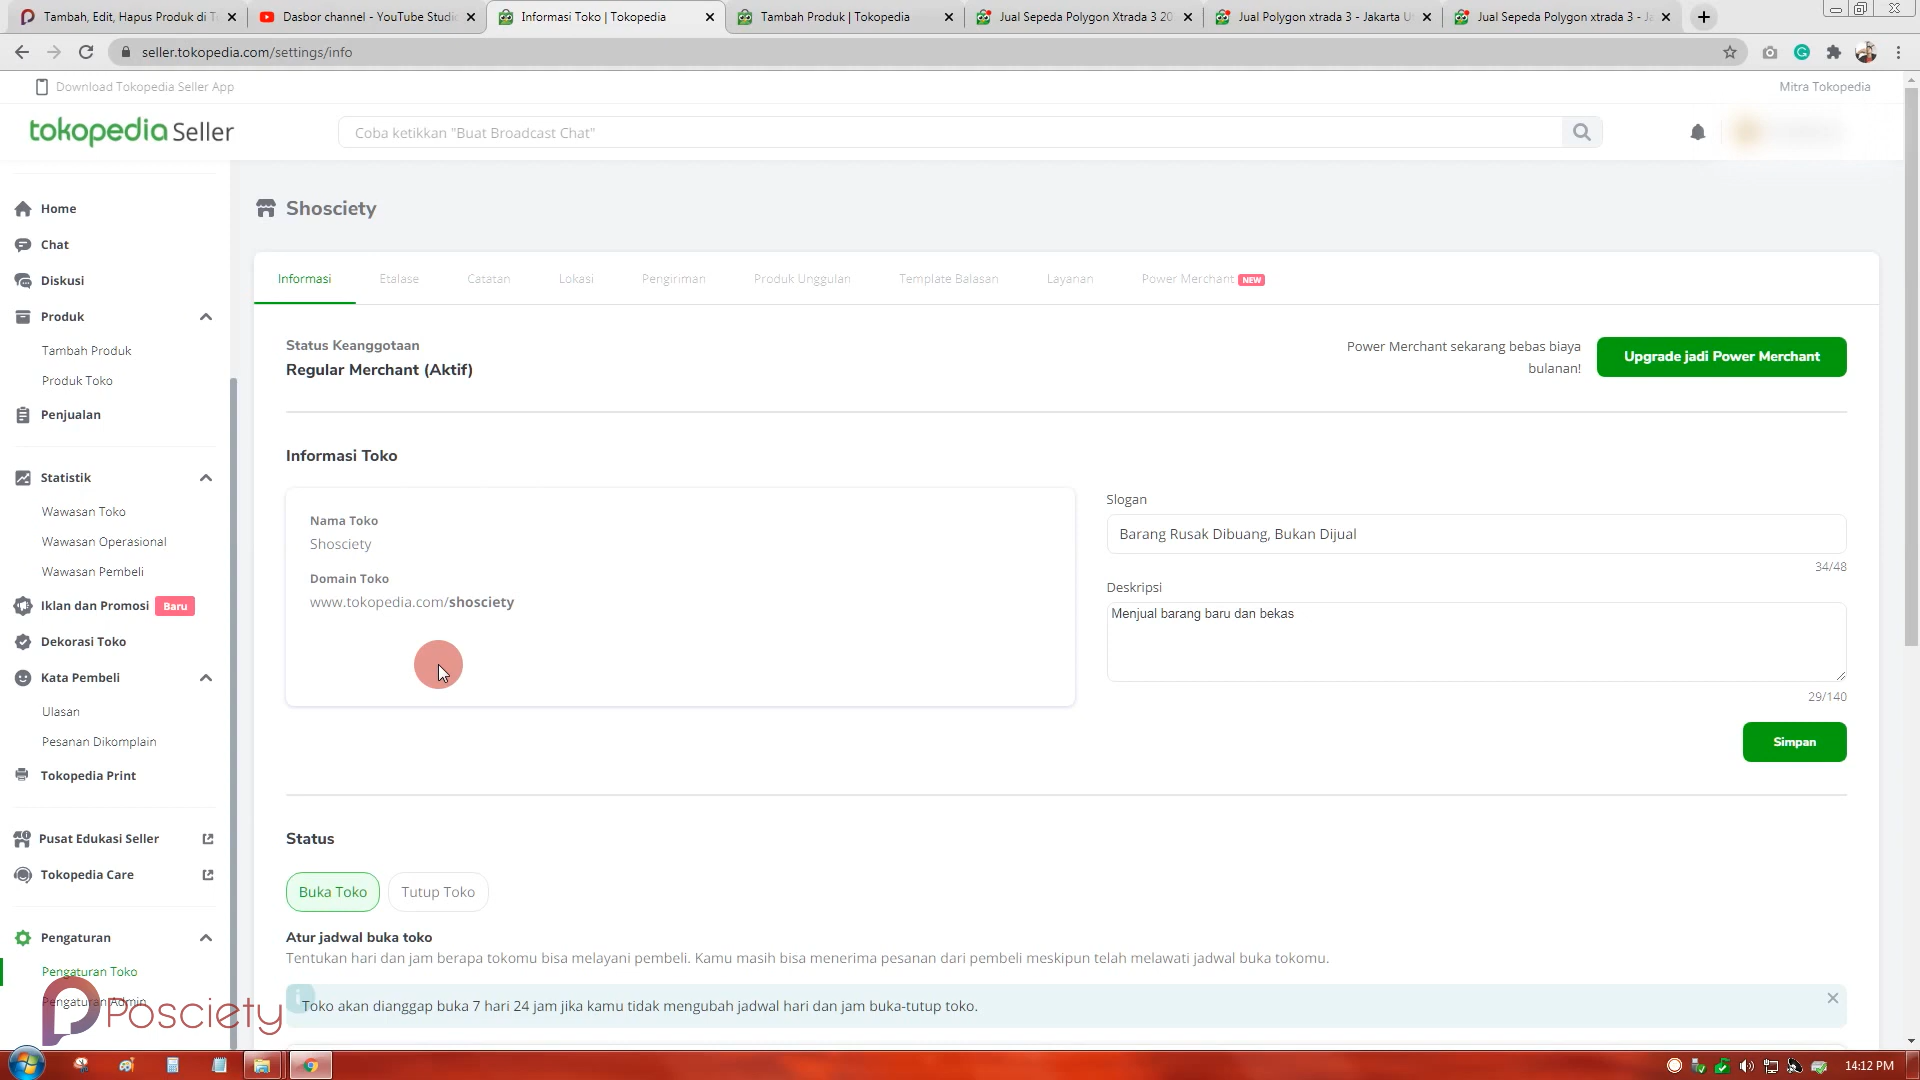 Tambah, Edit, Hapus Produk di T
Dasbor channel - YouTube Studi
Informasi Toko | Tokopedia
Tambah Produk | Tokopedia
Jual Sepeda Polygon Xtrada 3 20
Jual Polygon xtrada 3 - Jakarta U
Jual Sepeda Polygon xtrada 3 - J
seller.tokopedia.com/settings/info
Download Tokopedia Seller App
Mitra Tokopedia
tokopedia Seller
Coba ketikkan "Buat Broadcast Chat"
Home
Chat
Diskusi
Produk
Tambah Produk
Produk Toko
Penjualan
Statistik
Wawasan Toko
Wawasan Operasional
Wawasan Pembeli
Iklan dan Promosi Baru
Dekorasi Toko
Kata Pembeli
Ulasan
Pesanan Dikomplain
Tokopedia Print
Pusat Edukasi Seller
Tokopedia Care
Pengaturan
Pengaturan Toko
Pengaturan Admin
Posciety
Shosciety
Informasi
Etalase
Catatan
Lokasi
Pengiriman
Produk Unggulan
Template Balasan
Layanan
Power Merchant NEW
Status Keanggotaan
Regular Merchant (Aktif)
Power Merchant sekarang bebas biaya
bulanan!
Upgrade jadi Power Merchant
Informasi Toko
Nama Toko
Shosciety
Domain Toko
www.tokopedia.com/shosciety
Slogan
Barang Rusak Dibuang, Bukan Dijual
34/48
Deskripsi
Menjual barang baru dan bekas
29/140
Simpan
Status
Buka Toko
Tutup Toko
Atur jadwal buka toko
Tentukan hari dan jam berapa tokomu bisa melayani pembeli. Kamu masih bisa menerima pesanan dari pembeli meskipun telah melawati jadwal buka tokomu.
Toko akan dianggap buka 7 hari 24 jam jika kamu tidak mengubah jadwal hari dan jam buka-tutup toko.
14:12 PM